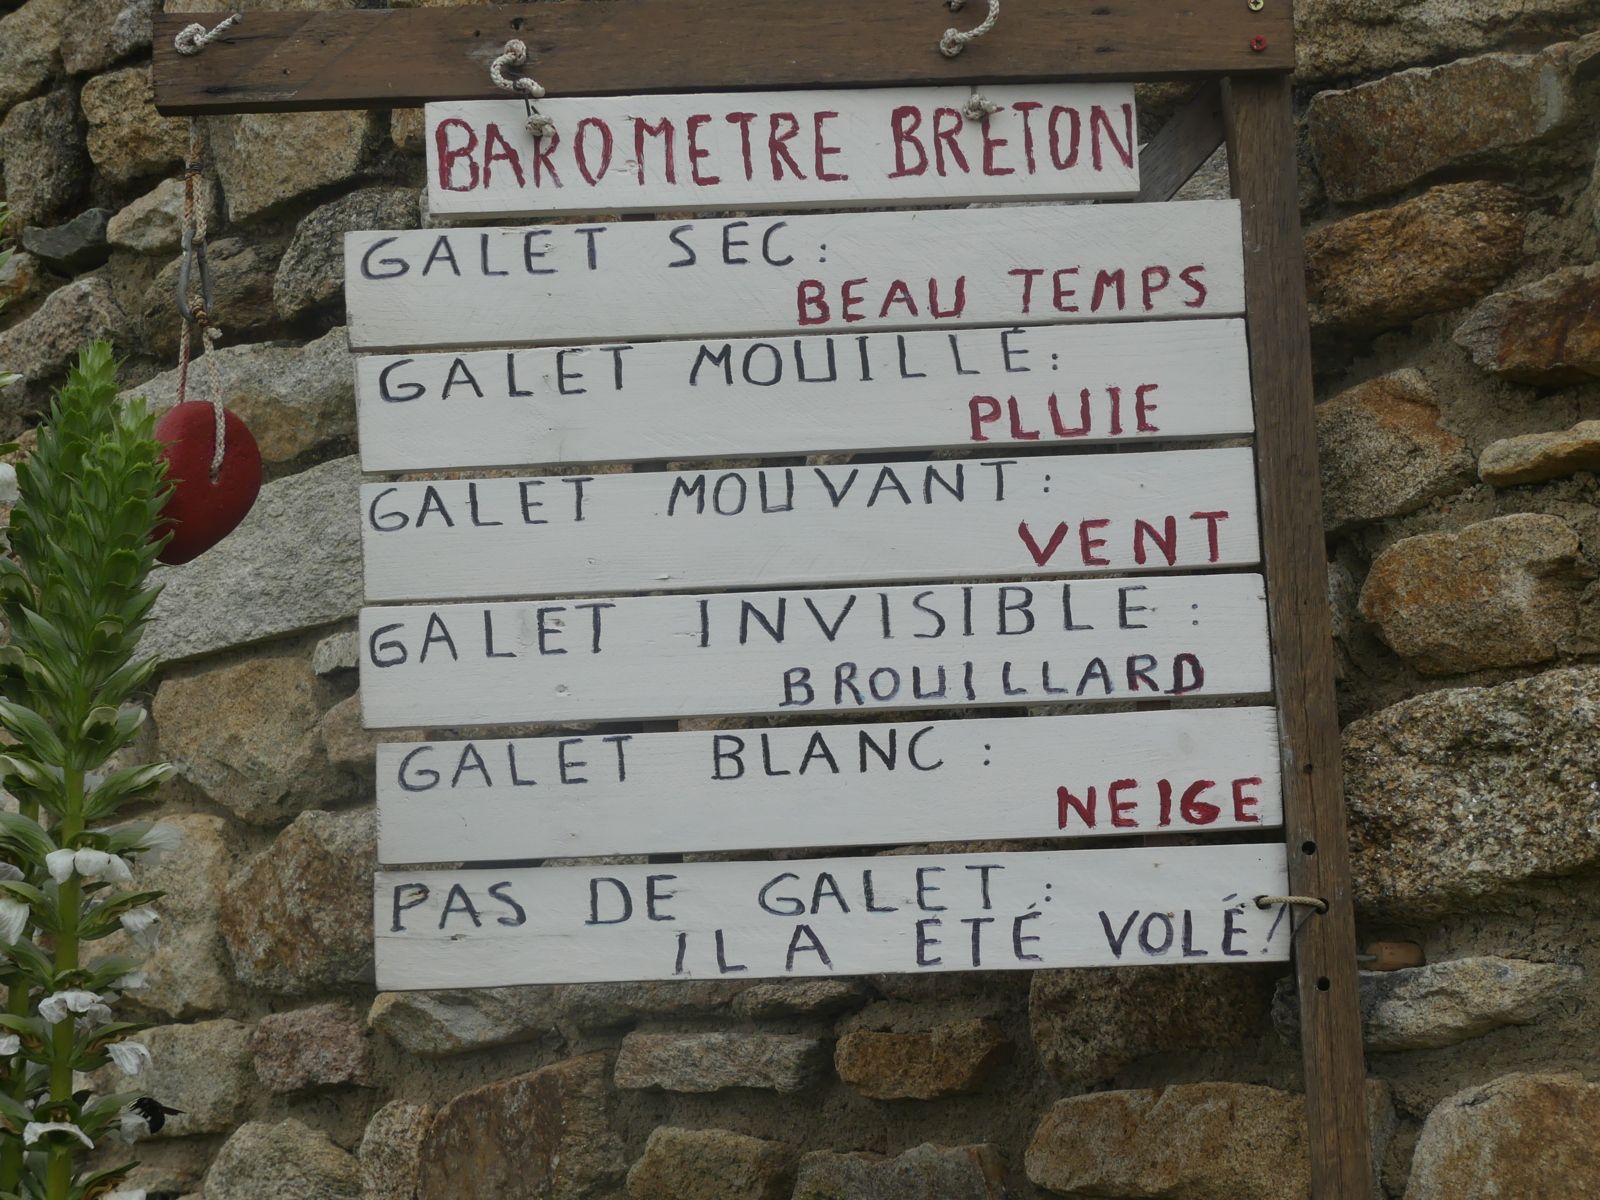 BAROMETRE BRETON
GALET SEC :
BEAU TEMPS
GALET MOUILLÉ :
PLUIE
GALET MOUVANT :
VENT
GALET INVISIBLE :
BROUILLARD
GALET BLANC :
NEIGE
PAS DE GALET :
IL A ÉTÉ VOLÉ !